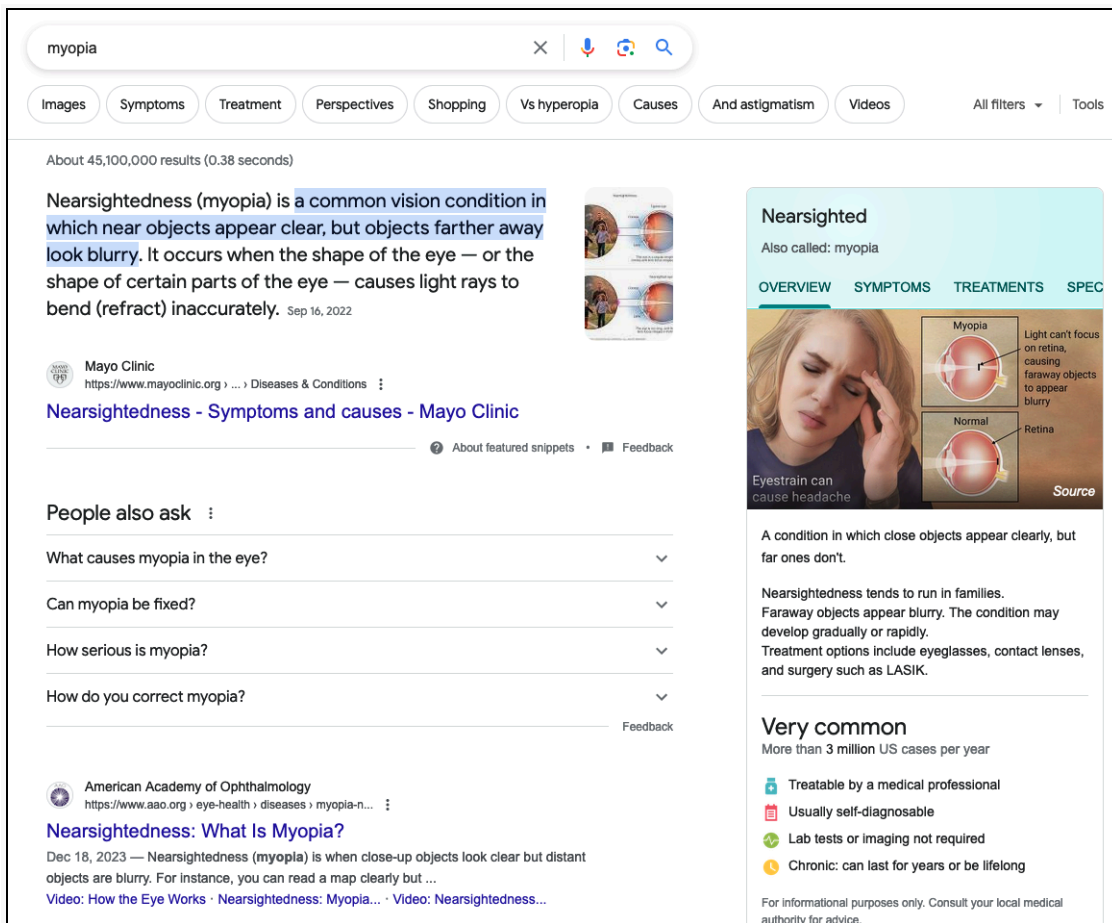 myopia
Images
Symptoms
Treatment
Perspectives
Shopping
Vs hyperopia
Causes
And astigmatism
Videos
All filters
Tools
About 45,100,000 results (0.38 seconds)
Nearsightedness (myopia) is a common vision condition in
which near objects appear clear, but objects farther away
look blurry. It occurs when the shape of the eye — or the
shape of certain parts of the eye — causes light rays to
bend (refract) inaccurately. Sep 16, 2022
Mayo Clinic
https://www.mayoclinic.org › ... › Diseases & Conditions
Nearsightedness - Symptoms and causes - Mayo Clinic
About featured snippets • Feedback
People also ask
What causes myopia in the eye?
Can myopia be fixed?
How serious is myopia?
How do you correct myopia?
Feedback
American Academy of Ophthalmology
https://www.aao.org › eye-health › diseases › myopia-n...
Nearsightedness: What Is Myopia?
Dec 18, 2023 — Nearsightedness (myopia) is when close-up objects look clear but distant
objects are blurry. For instance, you can read a map clearly but ...
Video: How the Eye Works · Nearsightedness: Myopia... · Video: Nearsightedness...
Nearsighted
Also called: myopia
OVERVIEW
SYMPTOMS
TREATMENTS
SPEC
Myopia
Light can't focus
on retina,
causing
faraway objects
to appear
blurry
Normal
Retina
Eyestrain can
cause headache
Source
A condition in which close objects appear clearly, but
far ones don't.
Nearsightedness tends to run in families.
Faraway objects appear blurry. The condition may
develop gradually or rapidly.
Treatment options include eyeglasses, contact lenses,
and surgery such as LASIK.
Very common
More than 3 million US cases per year
Treatable by a medical professional
Usually self-diagnosable
Lab tests or imaging not required
Chronic: can last for years or be lifelong
For informational purposes only. Consult your local medical
authority for advice.